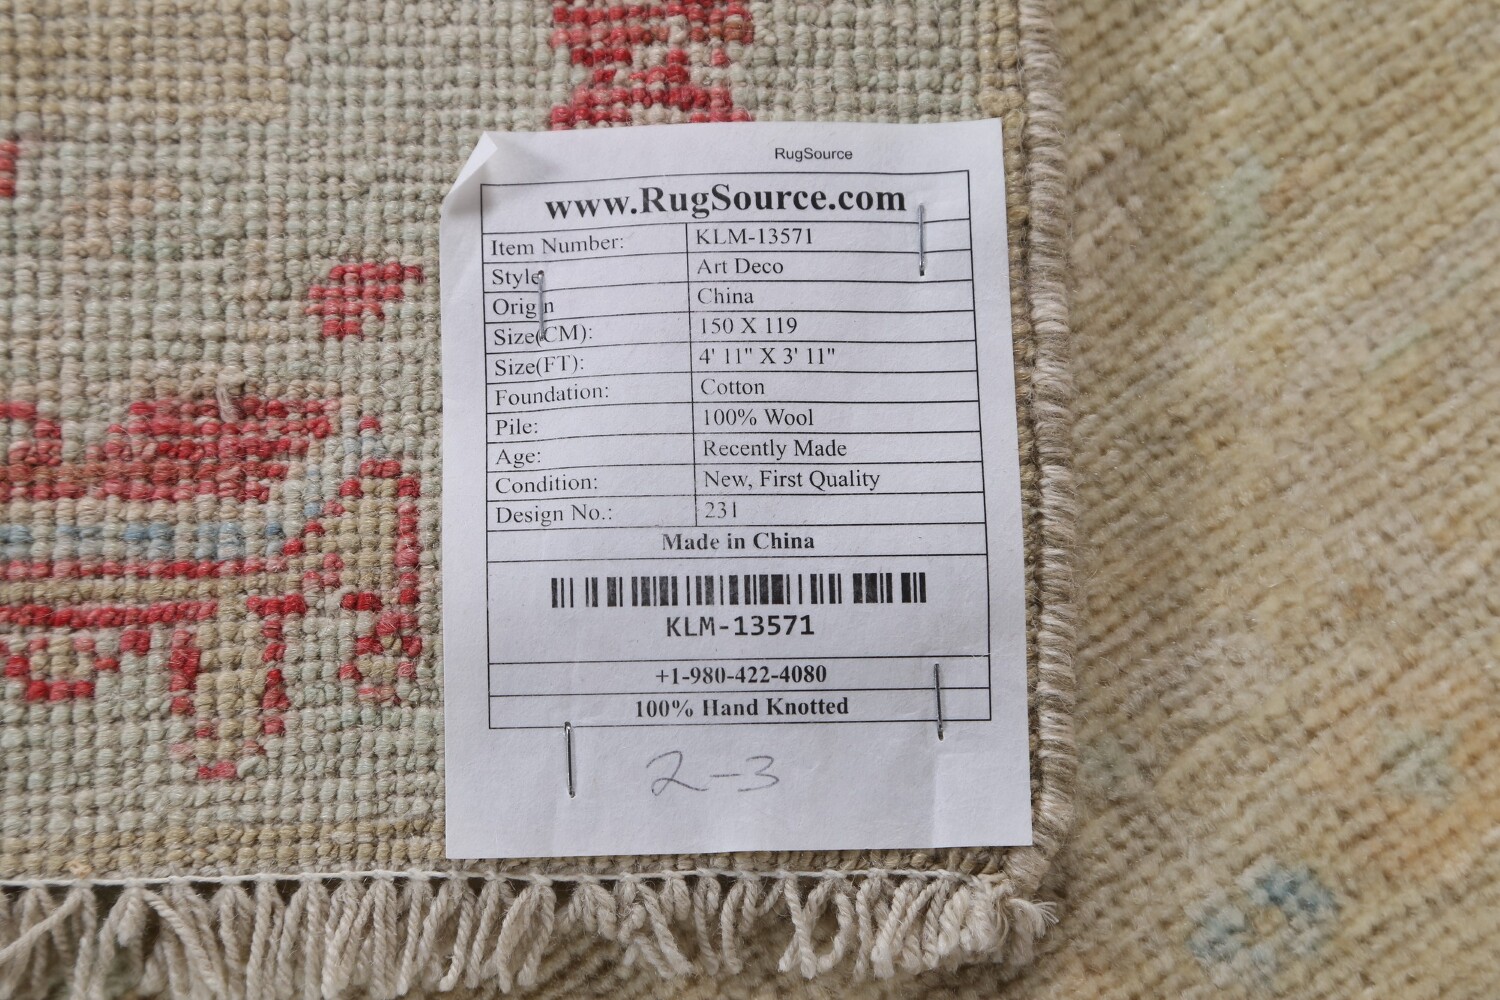 RugSource
www.RugSource.com
Item Number: KLM-13571
Style Art Deco
Origin China
Size(CM): 150 X 119
Size(FT): 4' 11" X 3' 11"
Foundation: Cotton
Pile: 100% Wool
Age: Recently Made
Condition: New, First Quality
Design No.: 231
Made in China
KLM-13571
+1-980-422-4080
100% Hand Knotted
2-3